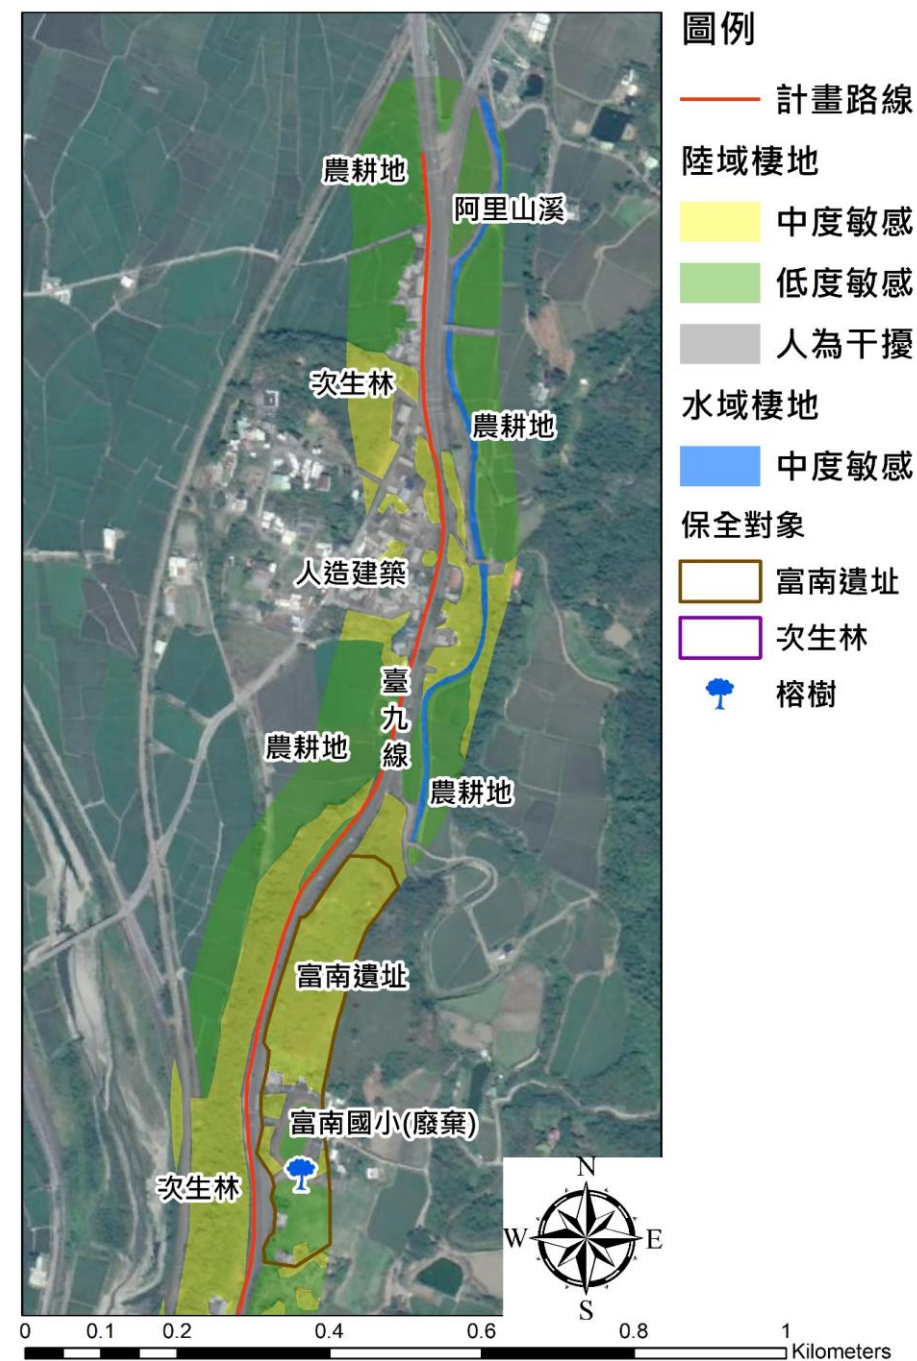 圖例
計畫路線
陸域棲地
中度敏感
低度敏感
人為干擾
水域棲地
中度敏感
保全對象
富南遺址
次生林
榕樹
農耕地
阿里山溪
次生林
農耕地
人造建築
臺九線
農耕地
農耕地
富南遺址
富南國小(廢棄)
次生林
N
W
E
S
0 0.1 0.2 0.4 0.6 0.8 1
Kilometers